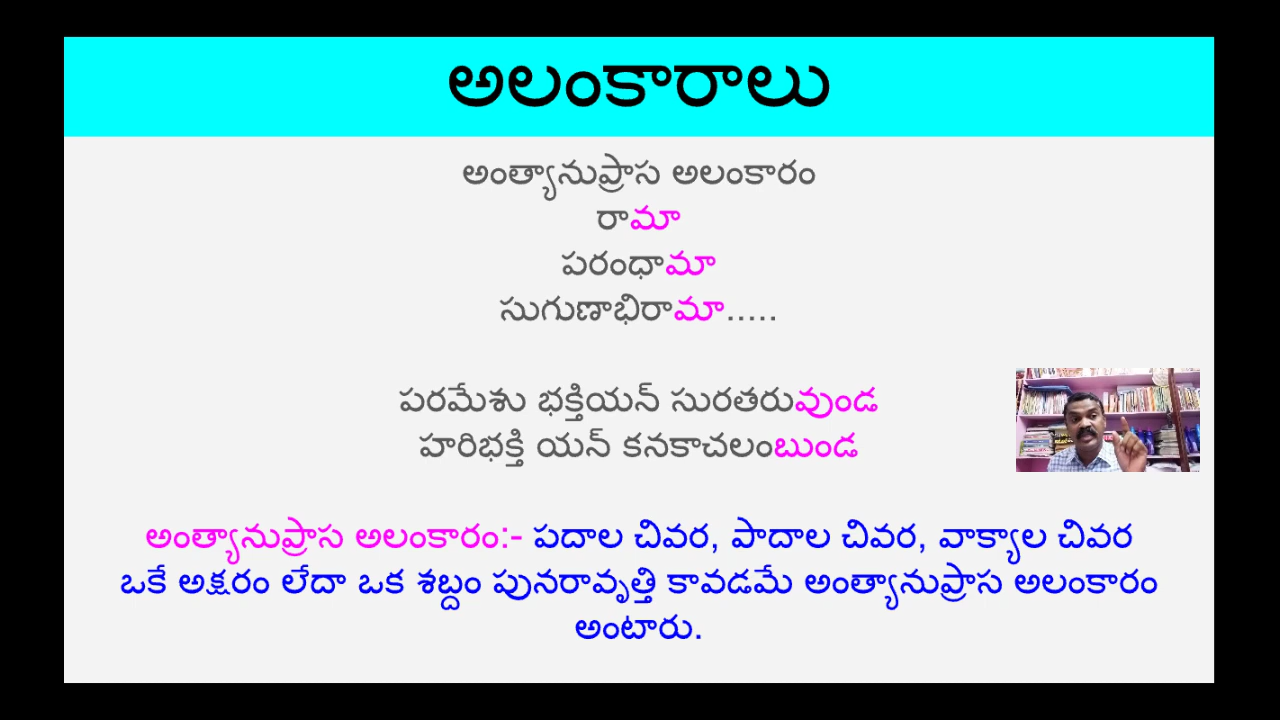 అలంకారాలు
అంత్యానుప్రాస అలంకారం
రామా
పరంధామా
సుగుణాభిరామా.....
పరమేశు భక్తియన్ సురతరువుండ
హరిభక్తి యన్ కనకాచలంబుండ
అంత్యానుప్రాస అలంకారం:- పదాల చివర, పాదాల చివర, వాక్యాల చివర
ఒకే అక్షరం లేదా ఒక శబ్దం పునరావృత్తి కావడమే అంత్యానుప్రాస అలంకారం
అంటారు.